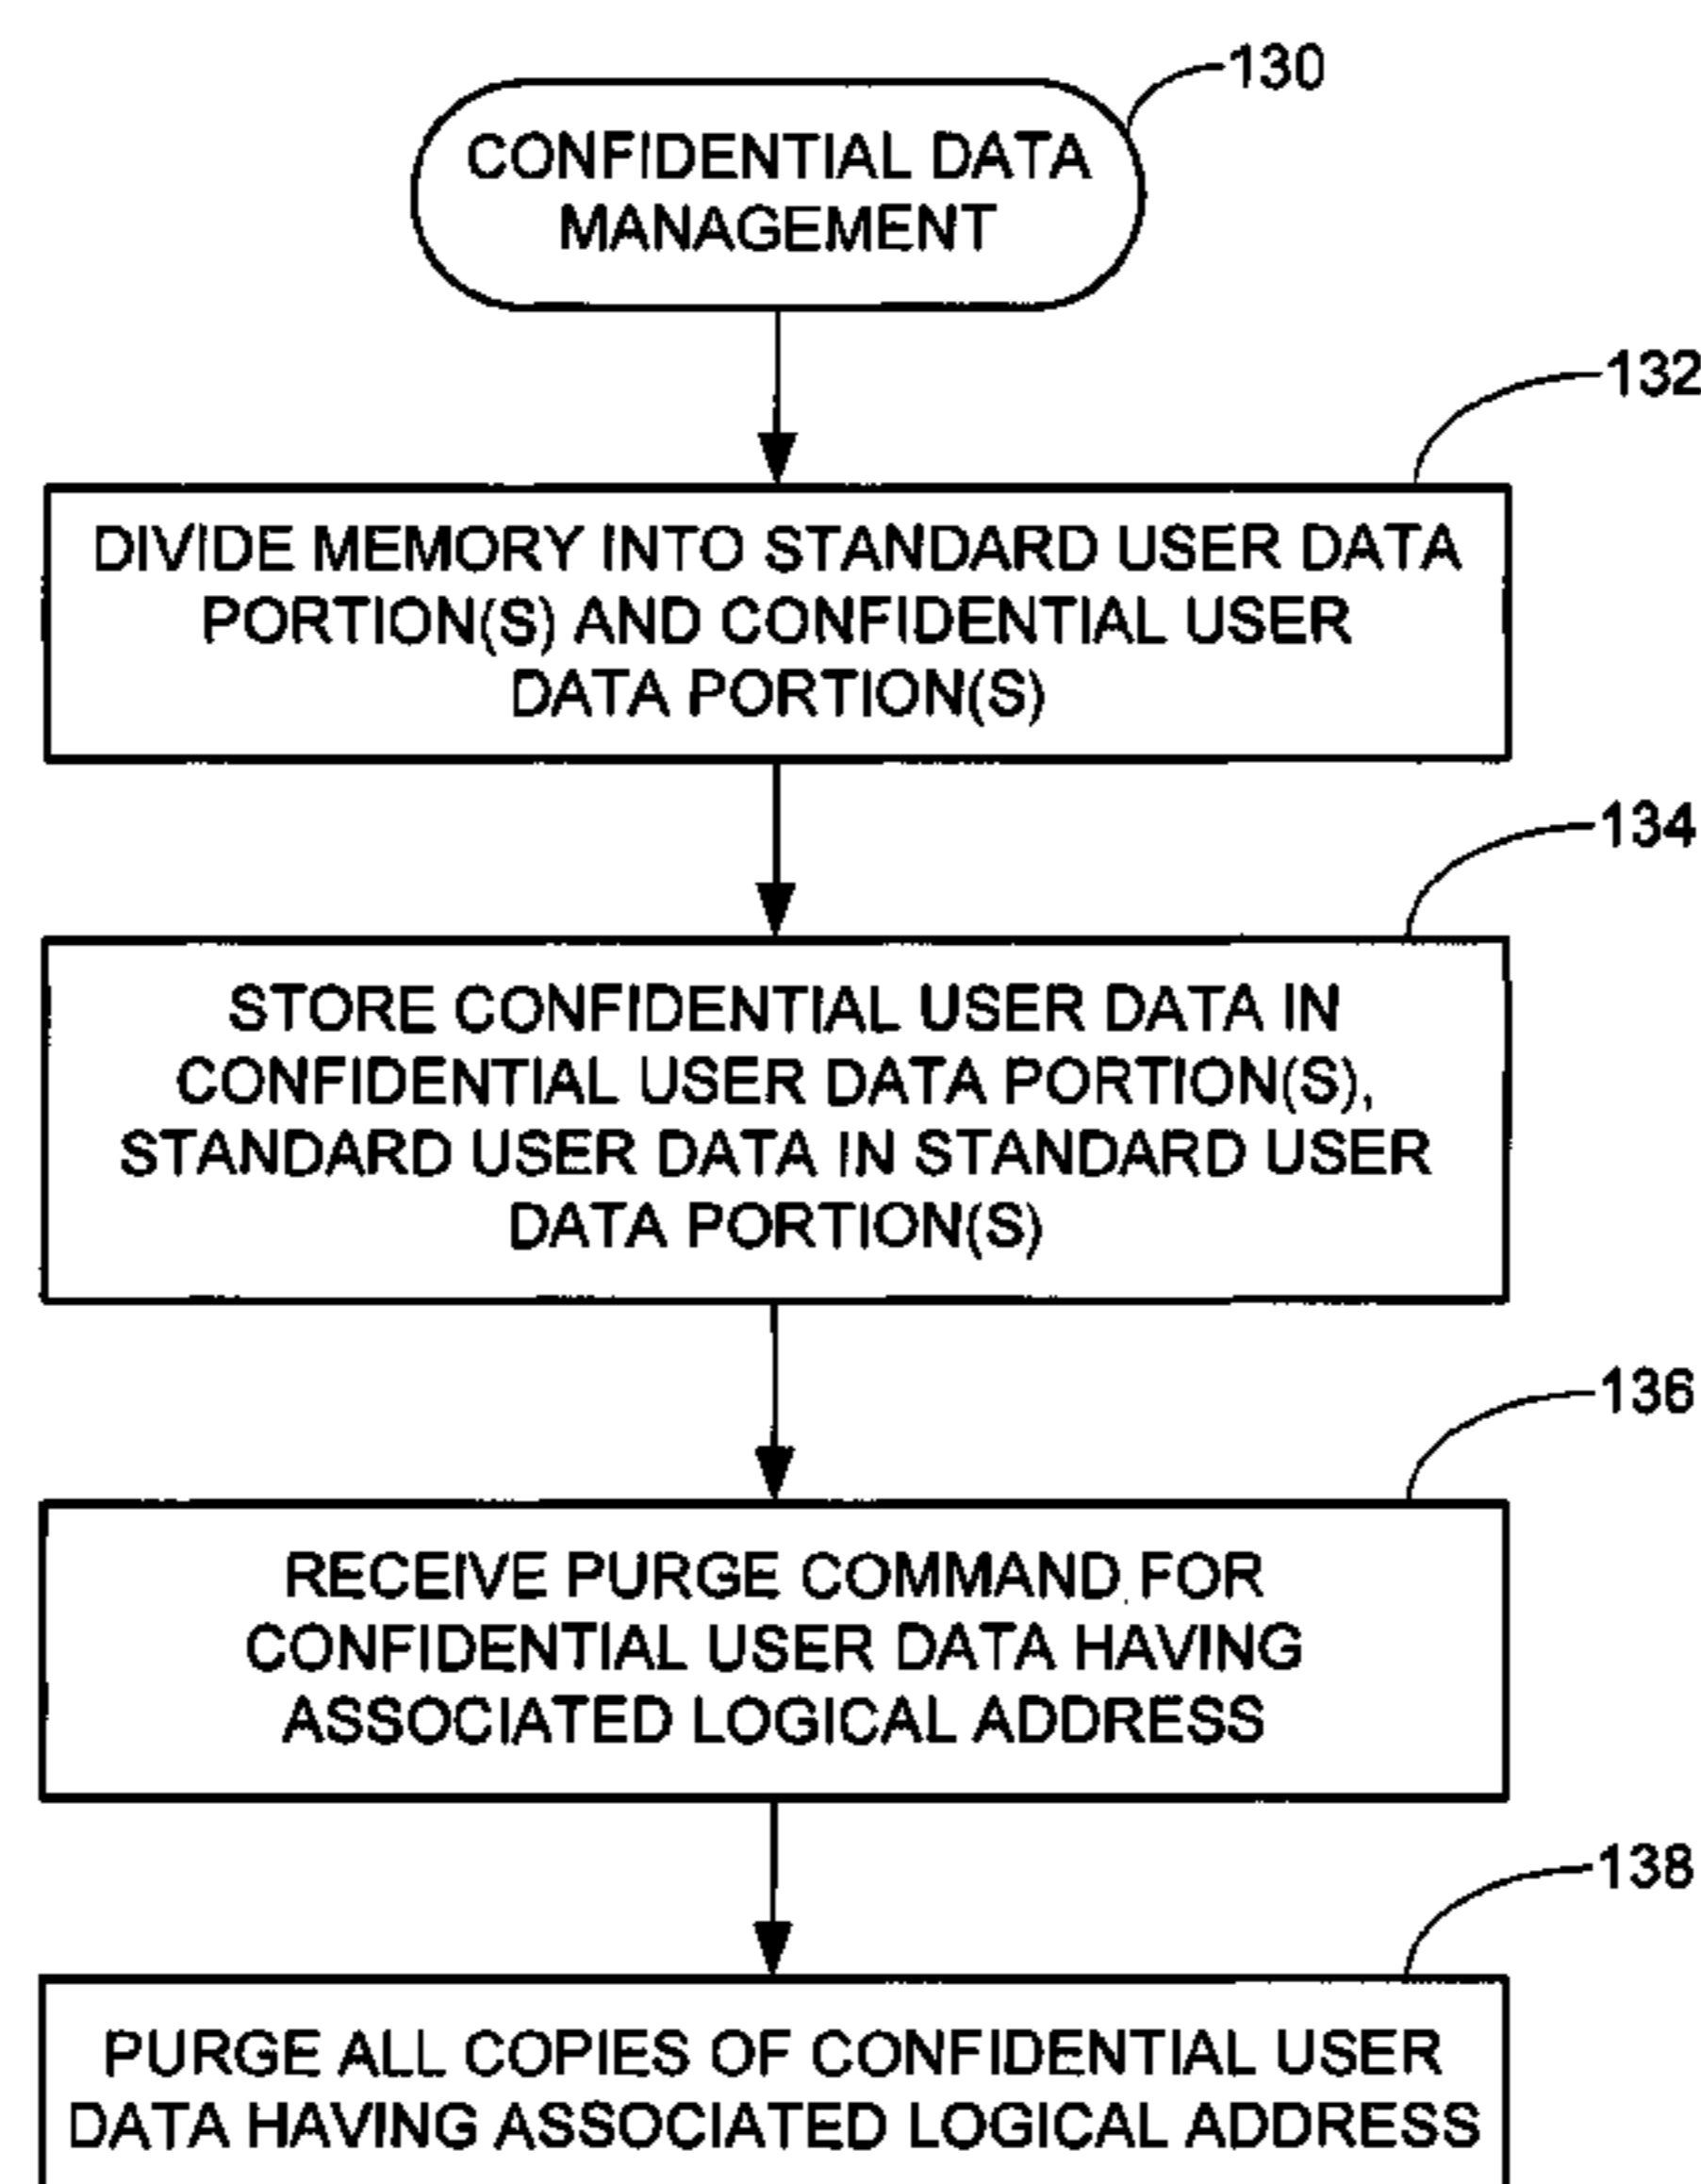 130
CONFIDENTIAL DATA
MANAGEMENT
132
DIVIDE MEMORY INTO STANDARD USER DATA
PORTION(S) AND CONFIDENTIAL USER
DATA PORTION(S)
134
STORE CONFIDENTIAL USER DATA IN
CONFIDENTIAL USER DATA PORTION(S),
STANDARD USER DATA IN STANDARD USER
DATA PORTION(S)
136
RECEIVE PURGE COMMAND FOR
CONFIDENTIAL USER DATA HAVING
ASSOCIATED LOGICAL ADDRESS
138
PURGE ALL COPIES OF CONFIDENTIAL USER
DATA HAVING ASSOCIATED LOGICAL ADDRESS